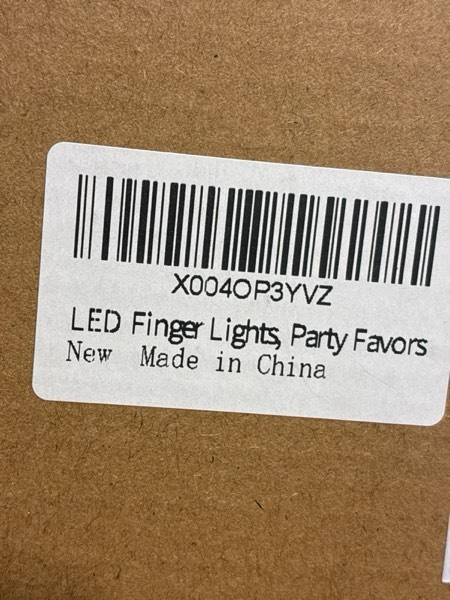 X004OP3YVZ
LED Finger Lights, Party Favors
New Made in China